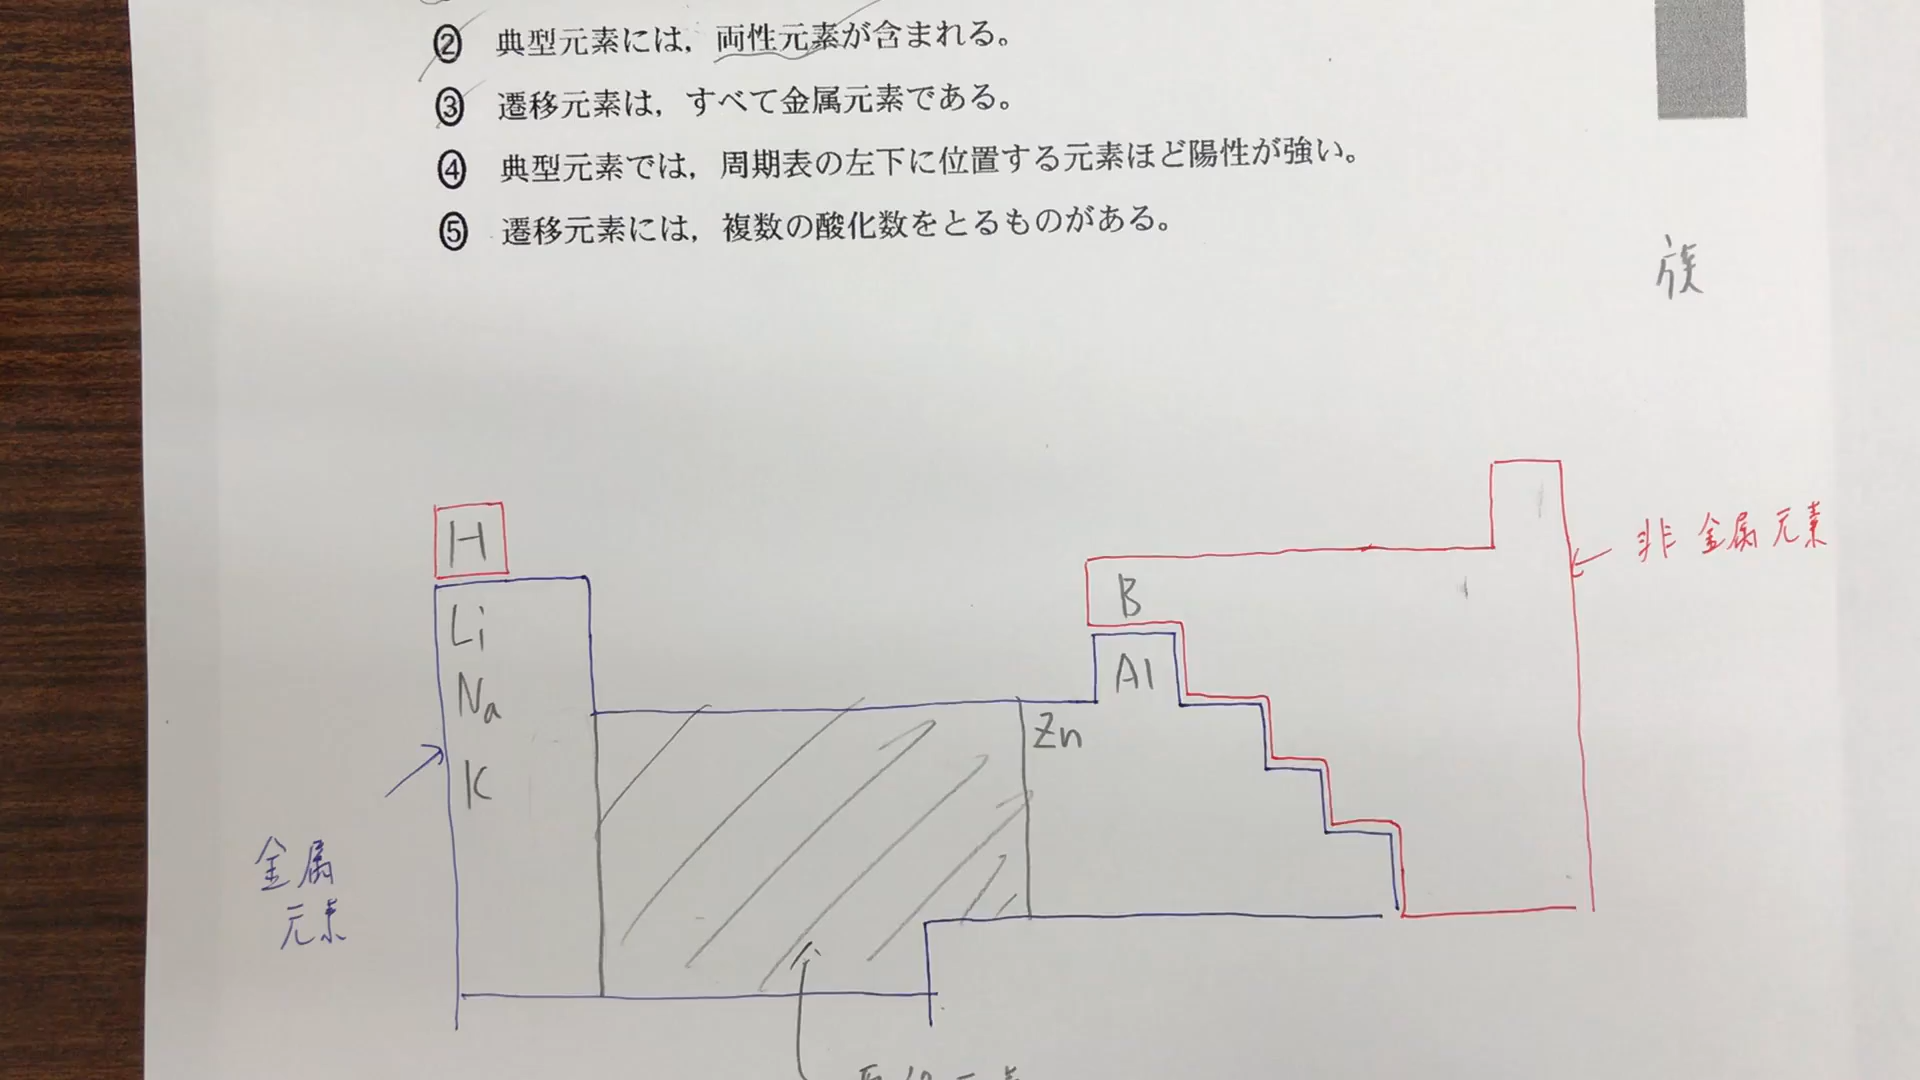 ② 典型元素には，両性元素が含まれる。
③ 遷移元素は，すべて金属元素である。
④ 典型元素では，周期表の左下に位置する元素ほど陽性が強い。
⑤ 遷移元素には，複数の酸化数をとるものがある。
族
H
非金属元素
B
Li
Al
Na
Zn
K
金属
元素